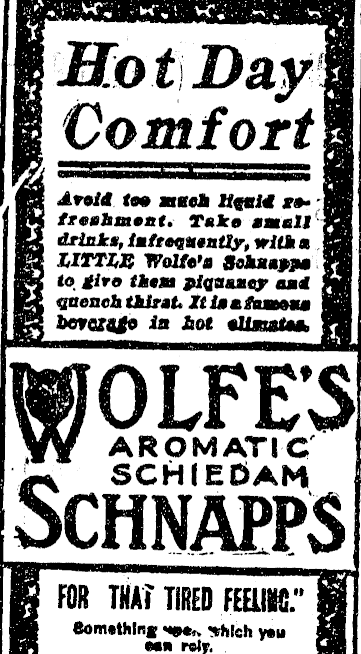 Hot Day
Comfort
Avoid too much liquid re-
freshment. Take small
drinks, infrequently, with a
LITTLE Wolfe's Schnapps
to give them piquancy and
quench thirst. It is a famous
beverage in hot climates.
WOLFE'S
AROMATIC
SCHIEDAM
SCHNAPPS
FOR THAT TIRED FEELING."
Something which you
can rely.